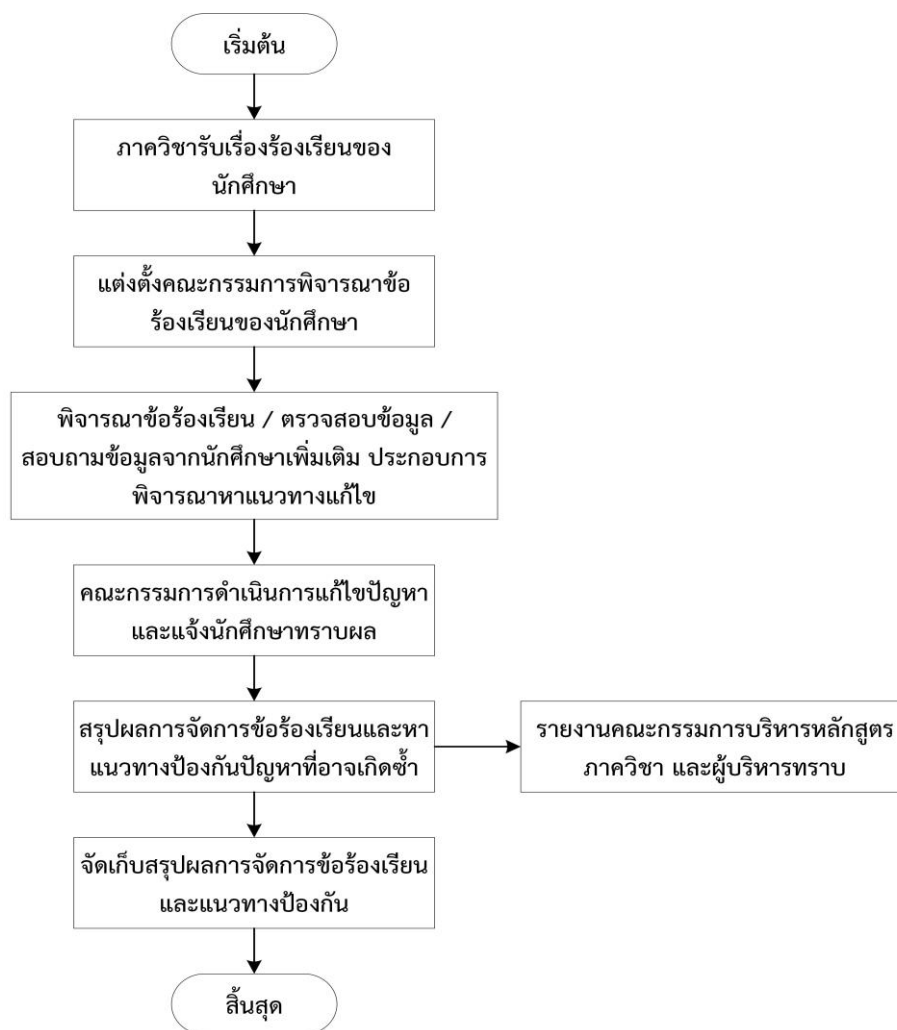 เริ่มต้น
ภาควิชารับเรื่องร้องเรียนของ
นักศึกษา
แต่งตั้งคณะกรรมการพิจารณาข้อ
ร้องเรียนของนักศึกษา
พิจารณาข้อร้องเรียน / ตรวจสอบข้อมูล /
สอบถามข้อมูลจากนักศึกษาเพิ่มเติม ประกอบการ
พิจารณาหาแนวทางแก้ไข
คณะกรรมการดำเนินการแก้ไขปัญหา
และแจ้งนักศึกษาทราบผล
สรุปผลการจัดการข้อร้องเรียนและหา
แนวทางป้องกันปัญหาที่อาจเกิดซ้ำ
รายงานคณะกรรมการบริหารหลักสูตร
ภาควิชา และผู้บริหารทราบ
จัดเก็บสรุปผลการจัดการข้อร้องเรียน
และแนวทางป้องกัน
สิ้นสุด